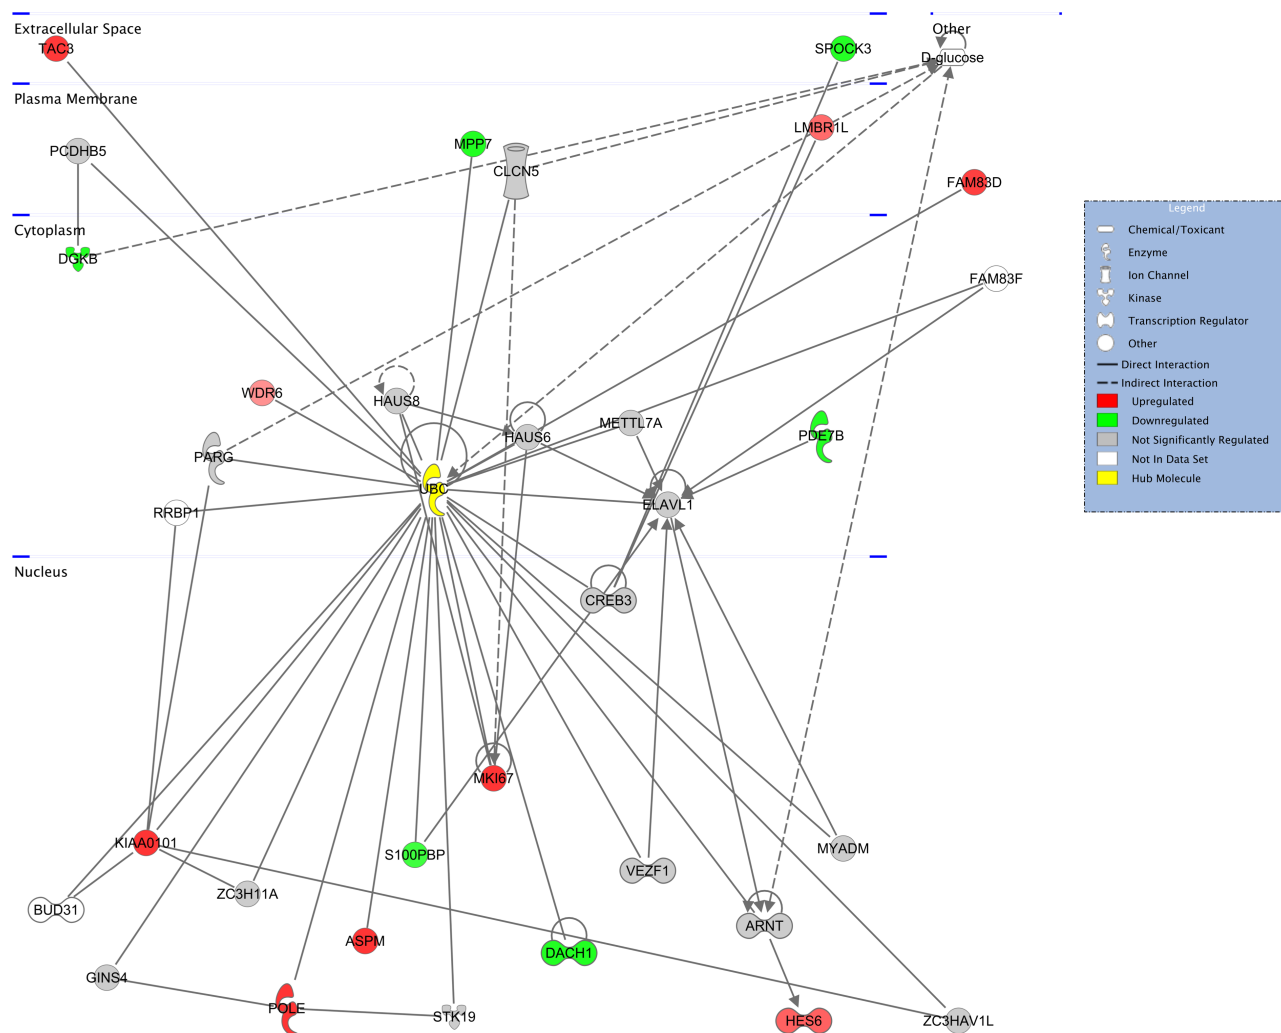 Extracellular Space
Other
TAC3
SPOCK3
D-glucose
Plasma Membrane
LMBR1L
MPP7
PCDHB5
CLCN5
FAM83D
Cytoplasm
DGKB
FAM83F
WDR6
HAUS8
METTL7A
HAUS6
PDE7B
PARG
UBC
ELAVL1
RRBP1
Nucleus
CREB3
MKI67
KIAA0101
S100PBP
MYADM
VEZF1
ZC3H11A
BUD31
ARNT
ASPM
DACH1
GINS4
POLE
STK19
HES6
ZC3HAV1L
Legend
Chemical/Toxicant
Enzyme
Ion Channel
Kinase
Transcription Regulator
Other
Direct Interaction
Indirect Interaction
Upregulated
Downregulated
Not Significantly Regulated
Not In Data Set
Hub Molecule